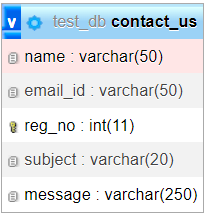 v test_db contact_us
name : varchar(50)
email_id : varchar(50)
reg_no : int(11)
subject : varchar(20)
message : varchar(250)